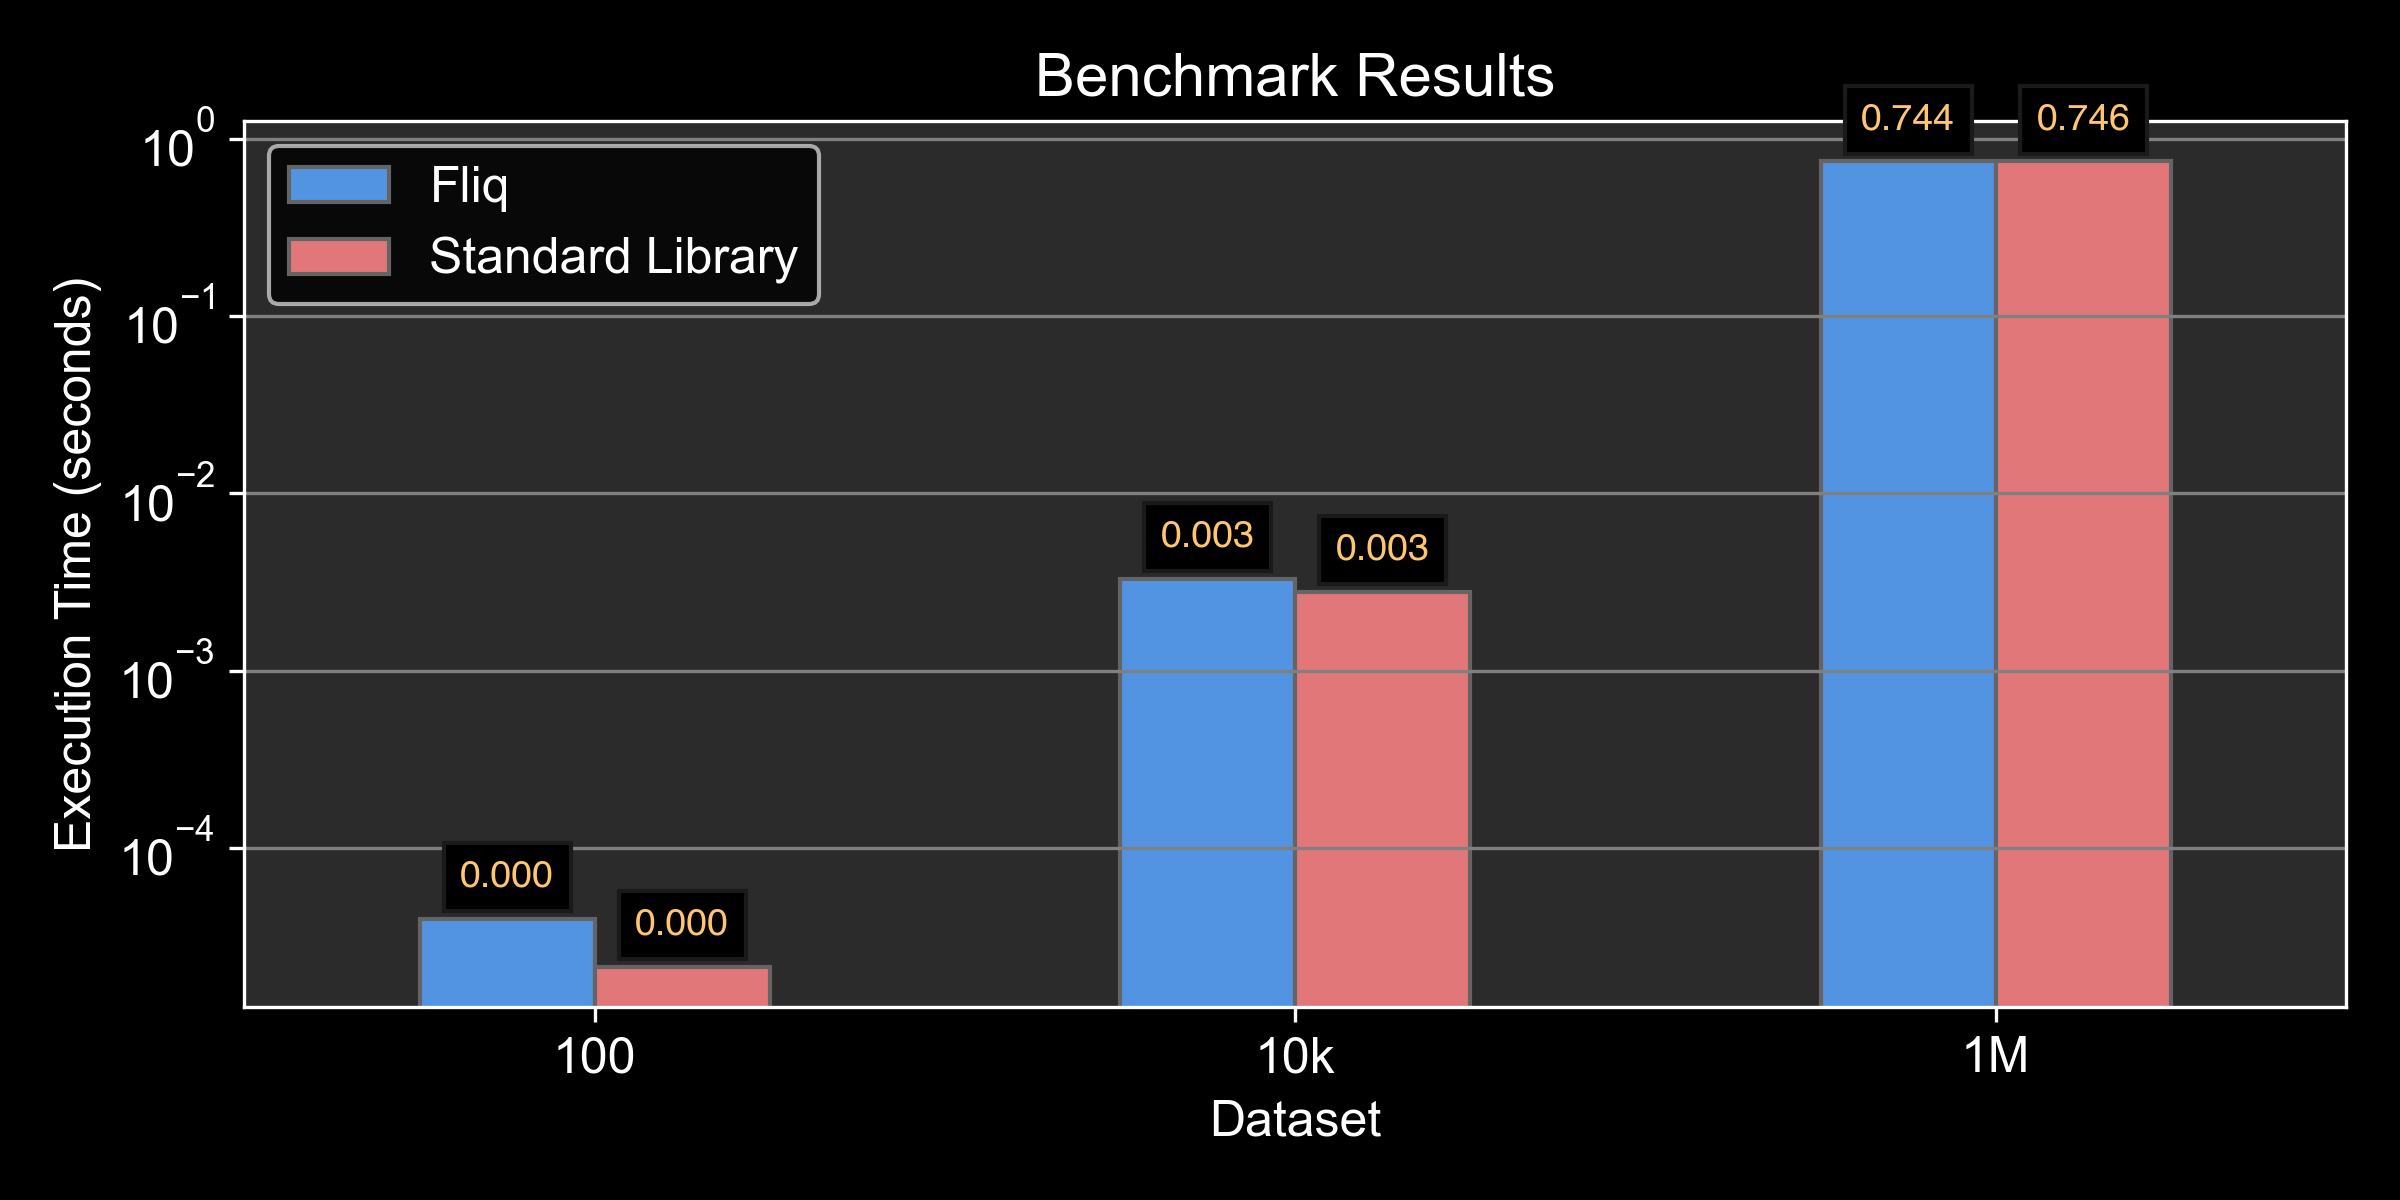 Benchmark Results
Fliq
Standard Library
Execution Time (seconds)
10^0
10^−1
10^−2
10^−3
10^−4
0.000
0.000
0.003
0.003
0.744
0.746
100
10k
1M
Dataset